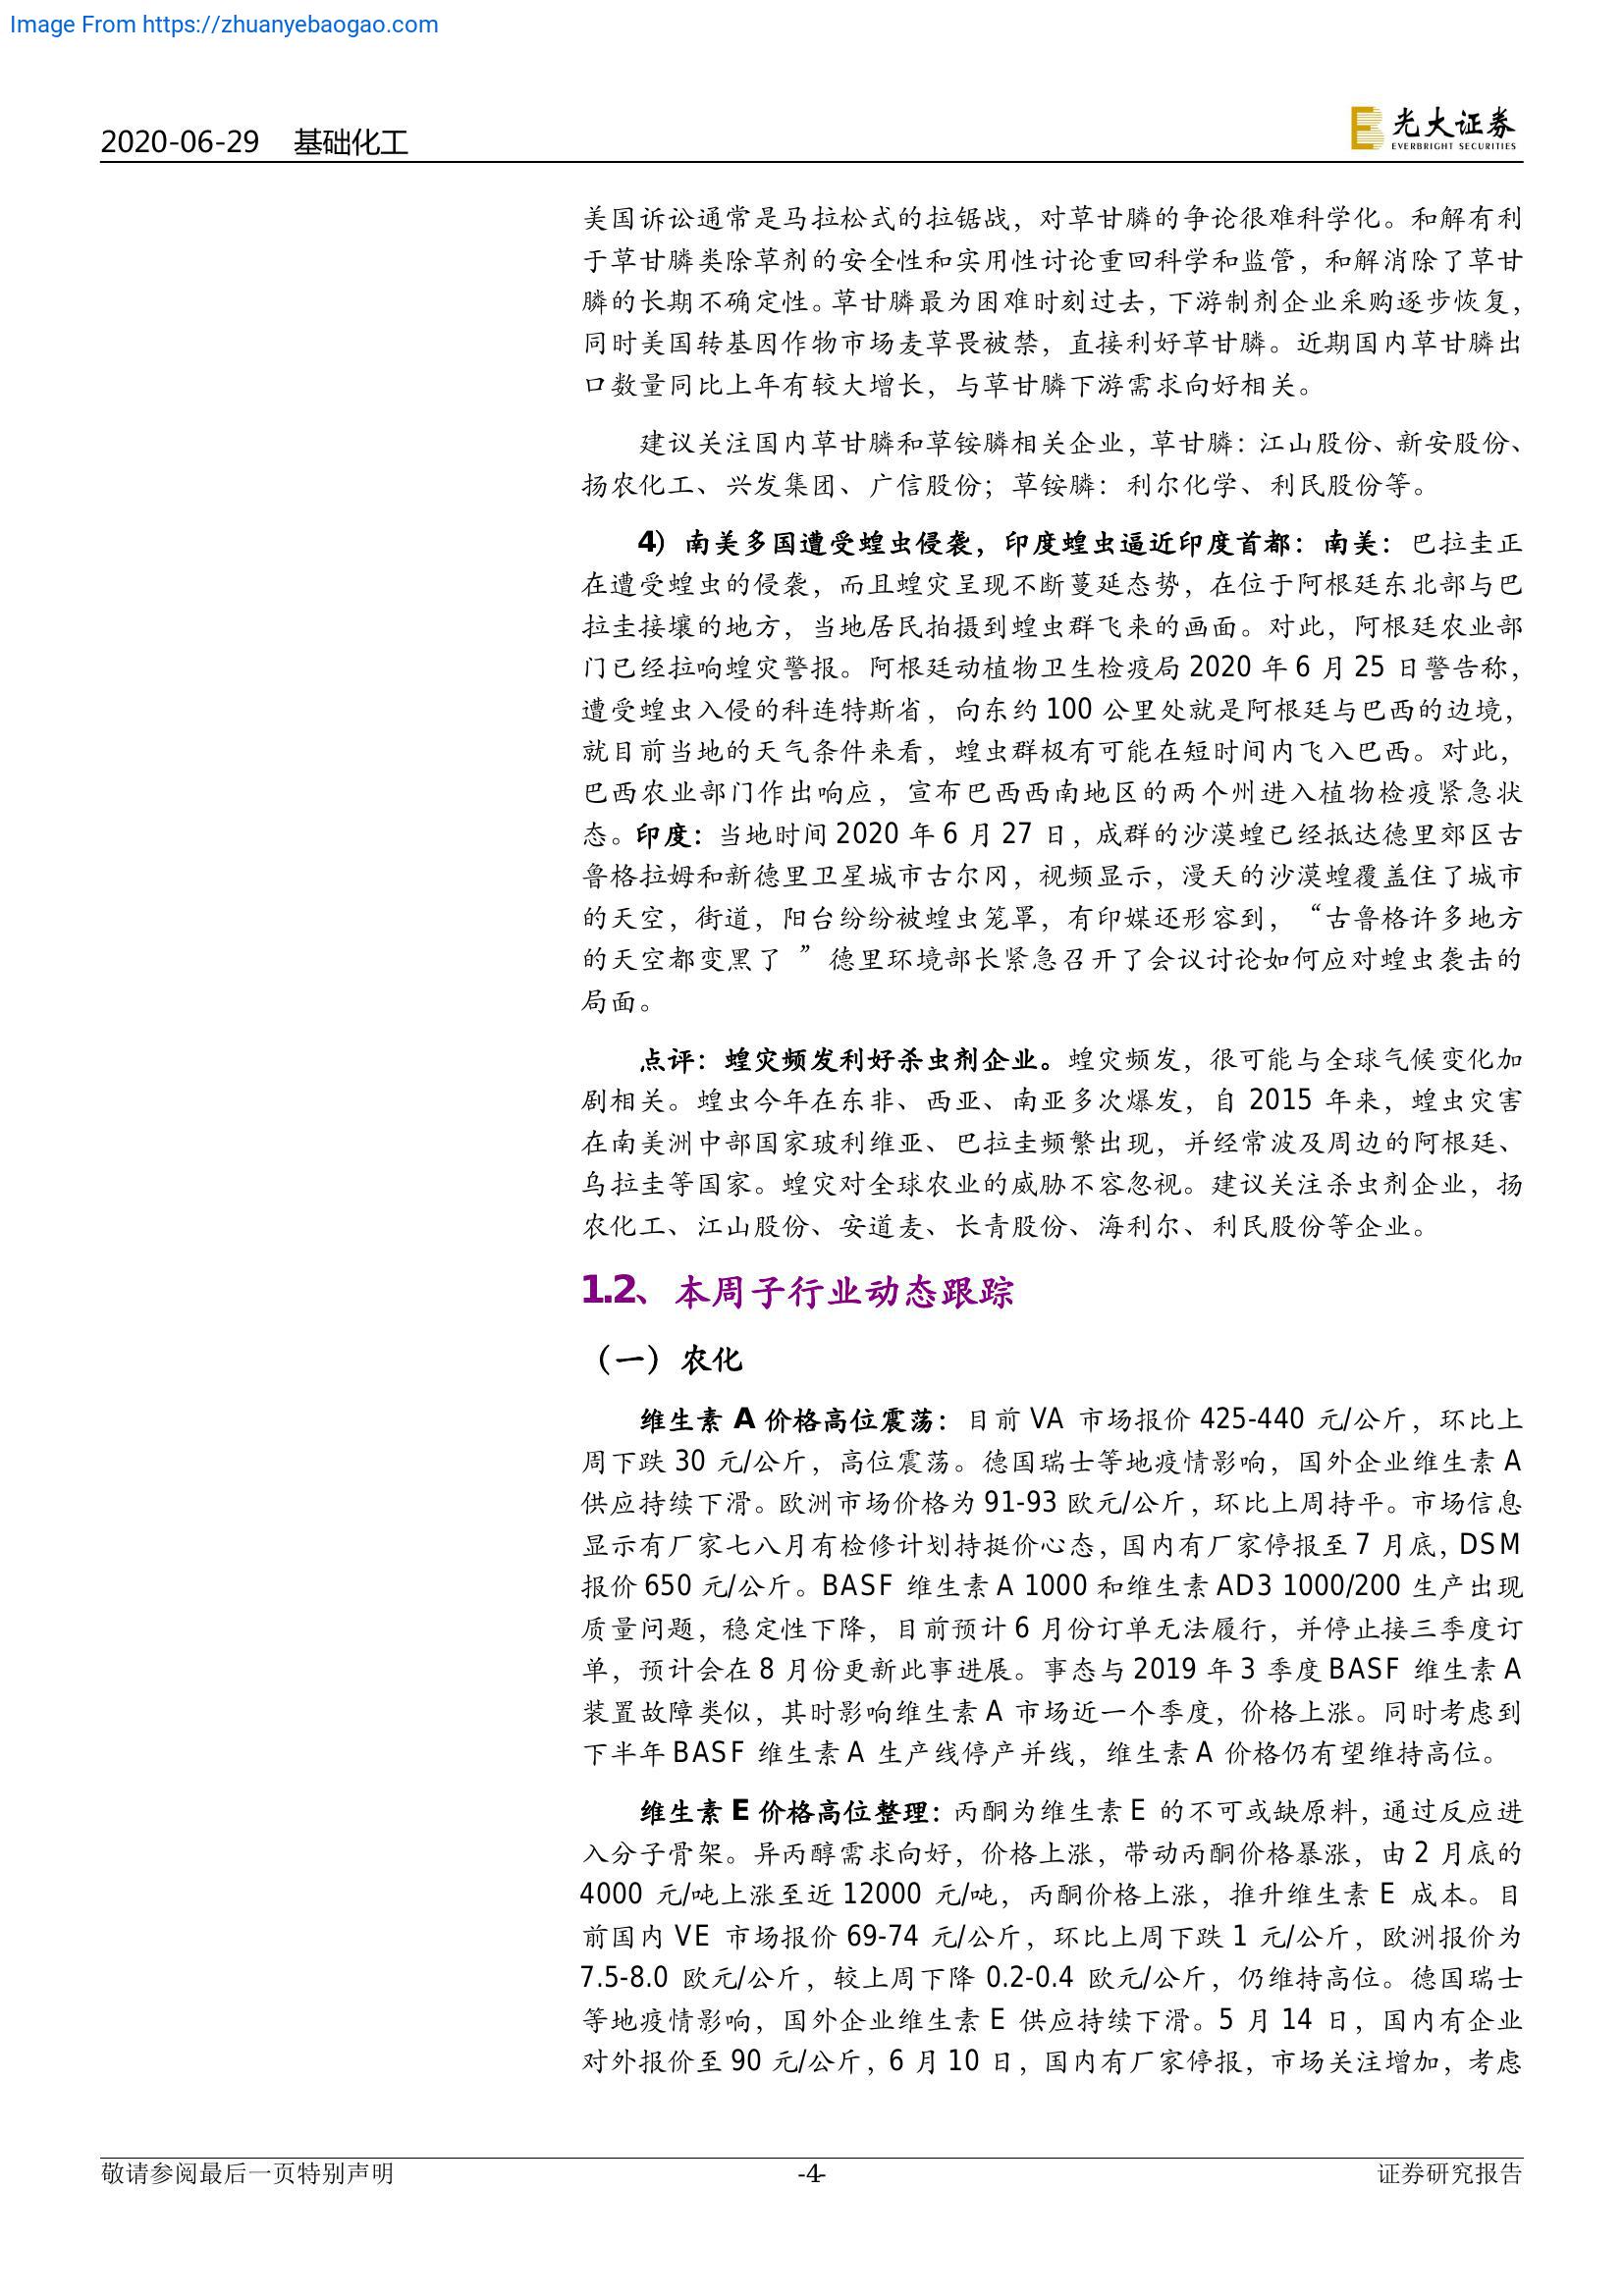 Image From https://zhuanyebaogao.com
2020-06-29 基础化工
光大证券
EVERBRIGHT SECURITIES
美国诉讼通常是马拉松式的拉锯战，对草甘膦的争论很难科学化。和解有利
于草甘膦类除草剂的安全性和实用性讨论重回科学和监管，和解消除了草甘
膦的长期不确定性。草甘膦最为困难时刻过去，下游制剂企业采购逐步恢复，
同时美国转基因作物市场麦草畏被禁，直接利好草甘膦。近期国内草甘膦出
口数量同比上年有较大增长，与草甘膦下游需求向好相关。
建议关注国内草甘膦和草铵膦相关企业，草甘膦：江山股份、新安股份、
扬农化工、兴发集团、广信股份；草铵膦：利尔化学、利民股份等。
4）南美多国遭受蝗虫侵袭，印度蝗虫逼近印度首都：南美：巴拉圭正
在遭受蝗虫的侵袭，而且蝗灾呈现不断蔓延态势，在位于阿根廷东北部与巴
拉圭接壤的地方，当地居民拍摄到蝗虫群飞来的画面。对此，阿根廷农业部
门已经拉响蝗灾警报。阿根廷动植物卫生检疫局 2020 年 6 月 25 日警告称，
遭受蝗虫入侵的科连特斯省，向东约 100 公里处就是阿根廷与巴西的边境，
就目前当地的天气条件来看，蝗虫群极有可能在短时间内飞入巴西。对此，
巴西农业部门作出响应，宣布巴西西南地区的两个州进入植物检疫紧急状
态。印度：当地时间 2020 年 6 月 27 日，成群的沙漠蝗已经抵达德里郊区古
鲁格拉姆和新德里卫星城市古尔冈，视频显示，漫天的沙漠蝗覆盖住了城市
的天空，街道，阳台纷纷被蝗虫笼罩，有印媒还形容到，“古鲁格许多地方
的天空都变黑了 ”德里环境部长紧急召开了会议讨论如何应对蝗虫袭击的
局面。
点评：蝗灾频发利好杀虫剂企业。蝗灾频发，很可能与全球气候变化加
剧相关。蝗虫今年在东非、西亚、南亚多次爆发，自 2015 年来，蝗虫灾害
在南美洲中部国家玻利维亚、巴拉圭频繁出现，并经常波及周边的阿根廷、
乌拉圭等国家。蝗灾对全球农业的威胁不容忽视。建议关注杀虫剂企业，扬
农化工、江山股份、安道麦、长青股份、海利尔、利民股份等企业。
1.2、本周子行业动态跟踪
（一）农化
维生素 A 价格高位震荡：目前 VA 市场报价 425-440 元/公斤，环比上
周下跌 30 元/公斤，高位震荡。德国瑞士等地疫情影响，国外企业维生素 A
供应持续下滑。欧洲市场价格为 91-93 欧元/公斤，环比上周持平。市场信息
显示有厂家七八月有检修计划持挺价心态，国内有厂家停报至 7 月底，DSM
报价 650 元/公斤。BASF 维生素 A 1000 和维生素 AD3 1000/200 生产出现
质量问题，稳定性下降，目前预计 6 月份订单无法履行，并停止接三季度订
单，预计会在 8 月份更新此事进展。事态与 2019 年 3 季度 BASF 维生素 A
装置故障类似，其时影响维生素 A 市场近一个季度，价格上涨。同时考虑到
下半年 BASF 维生素 A 生产线停产并线，维生素 A 价格仍有望维持高位。
维生素 E 价格高位整理：丙酮为维生素 E 的不可或缺原料，通过反应进
入分子骨架。异丙醇需求向好，价格上涨，带动丙酮价格暴涨，由 2 月底的
4000 元/吨上涨至近 12000 元/吨，丙酮价格上涨，推升维生素 E 成本。目
前国内 VE 市场报价 69-74 元/公斤，环比上周下跌 1 元/公斤，欧洲报价为
7.5-8.0 欧元/公斤，较上周下降 0.2-0.4 欧元/公斤，仍维持高位。德国瑞士
等地疫情影响，国外企业维生素 E 供应持续下滑。5 月 14 日，国内有企业
对外报价至 90 元/公斤，6 月 10 日，国内有厂家停报，市场关注增加，考虑
敬请参阅最后一页特别声明
-4-
证券研究报告